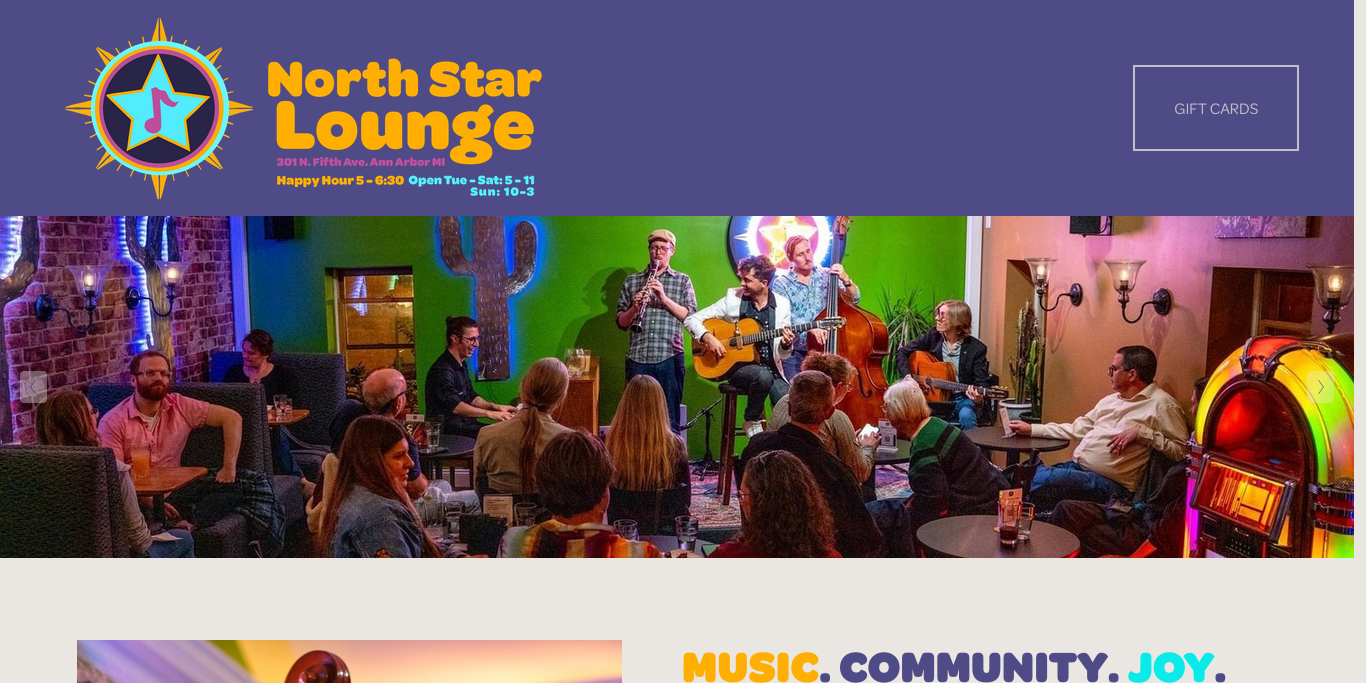 North Star
Lounge
301 N. Fifth Ave. Ann Arbor MI
Happy Hour 5 - 6:30 Open Tue - Sat: 5 - 11
Sun: 10-3
GIFT CARDS
MUSIC. COMMUNITY. JOY.